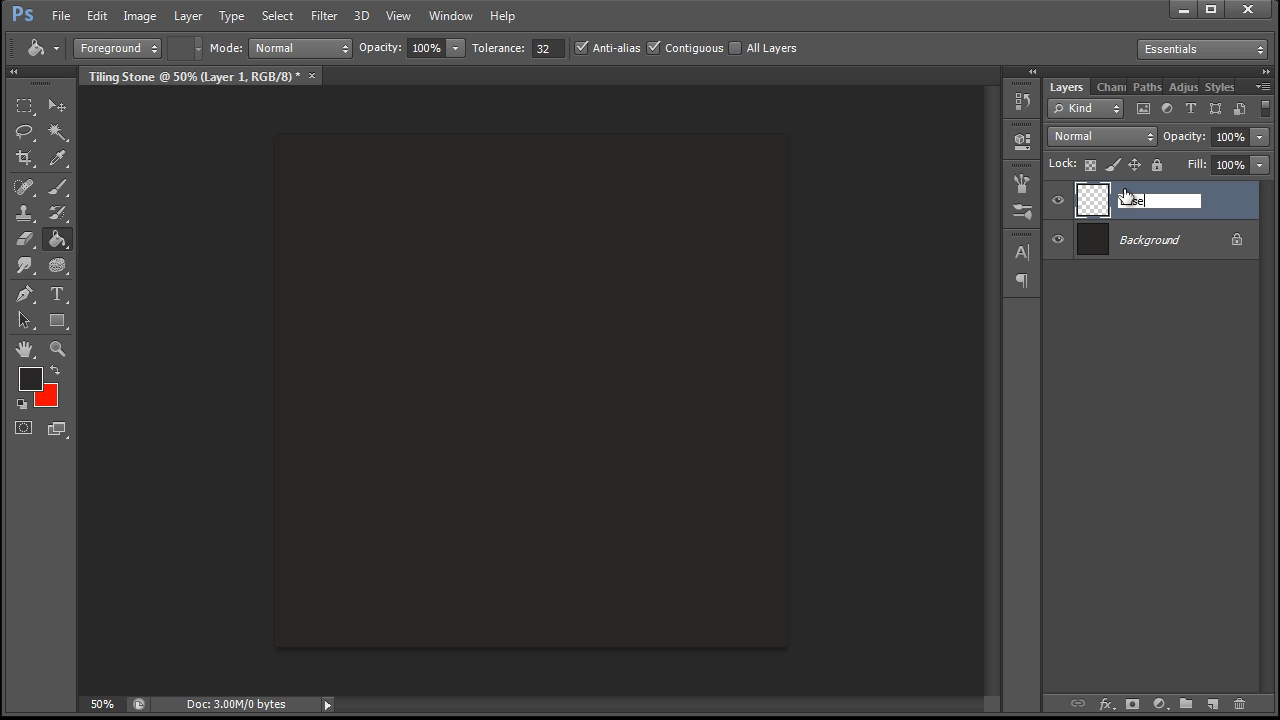 Ps File Edit Image Layer Type Select Filter 3D View Window Help
Foreground Mode: Normal Opacity: 100% Tolerance: 32 Anti-alias Contiguous All Layers Essentials
Tiling Stone @ 50% (Layer 1, RGB/8) * ×
Layers Chann Paths Adjus Styles
Kind
Normal Opacity: 100%
Lock: Fill: 100%
Background
50% Doc: 3.00M/0 bytes